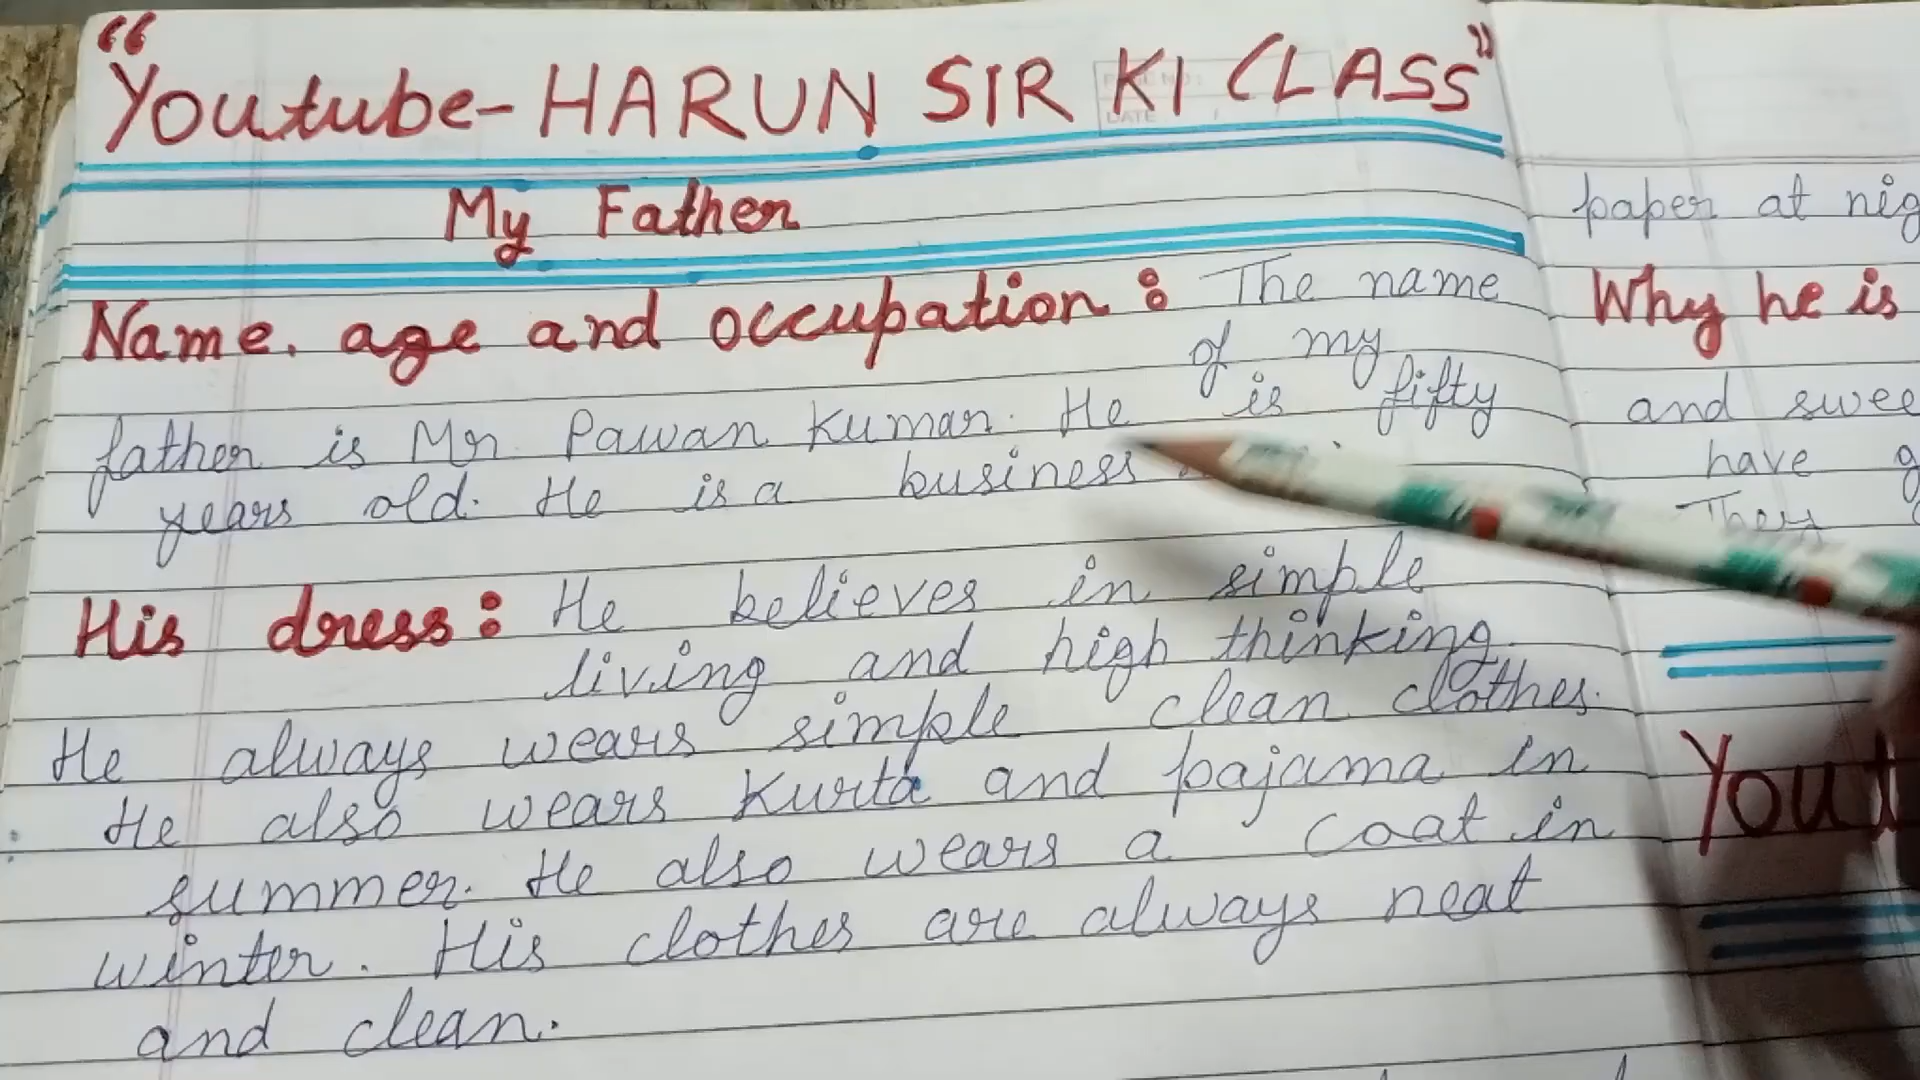 “Youtube- HARUN SIR KI CLASS”
My Father
Name. age and occupation : The name
of my
father is Mr Pawan Kumar. He is fifty
years old. He is a business
His dress : He believes in simple
living and high thinking.
He always wears simple clean clothes.
He also wears Kurta and pajama in
summer. He also wears a coat in
winter. His clothes are always neat
and clean.
paper at nig
Why he is
and swee
have g
They
Yout